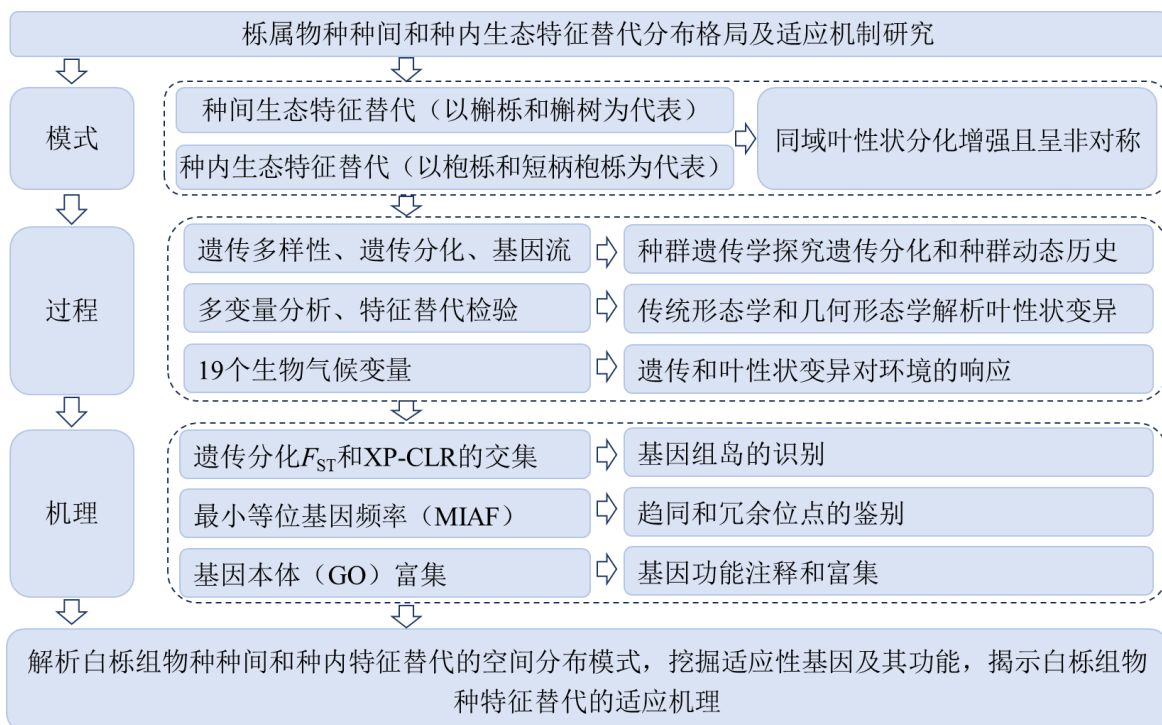 栎属物种种间和种内生态特征替代分布格局及适应机制研究
模式
种间生态特征替代（以槲栎和槲树为代表）
种内生态特征替代（以枹栎和短柄枹栎为代表）
同域叶性状分化增强且呈非对称
过程
遗传多样性、遗传分化、基因流
种群遗传学探究遗传分化和种群动态历史
多变量分析、特征替代检验
传统形态学和几何形态学解析叶性状变异
19个生物气候变量
遗传和叶性状变异对环境的响应
机理
遗传分化FST和XP-CLR的交集
基因组岛的识别
最小等位基因频率（MIAF）
趋同和冗余位点的鉴别
基因本体（GO）富集
基因功能注释和富集
解析白栎组物种种间和种内特征替代的空间分布模式，挖掘适应性基因及其功能，揭示白栎组物
种特征替代的适应机理